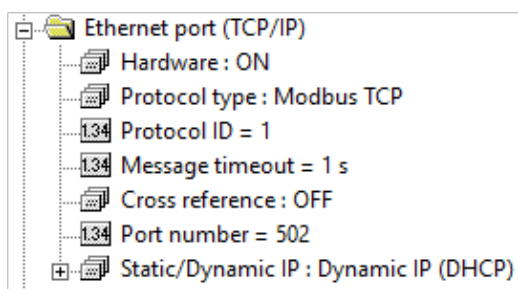 Ethernet port (TCP/IP)
Hardware : ON
Protocol type : Modbus TCP
1.34 Protocol ID = 1
1.34 Message timeout = 1 s
Cross reference : OFF
1.34 Port number = 502
Static/Dynamic IP : Dynamic IP (DHCP)